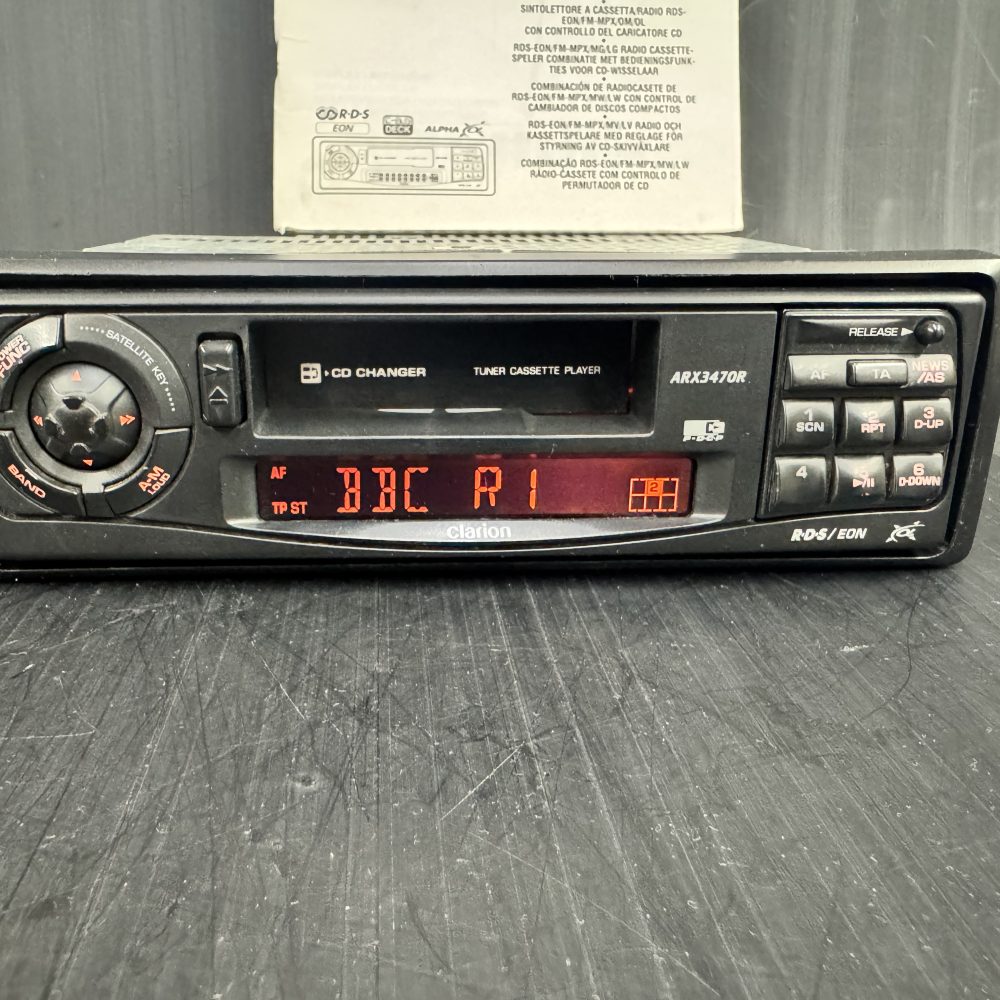 SINTOLETTORE A CASSETTA/RADIO RDS-
EON/FM-MPX/OM/OL
CON CONTROLLO DEL CARICATORE CD
RDS-EON/FM-MPX/MG/LG RADIO CASSETTE-
SPELER COMBINATIE MET BEDIENINGSFUNK-
TIES VOOR CD-WISSELAAR
COMBINACIÓN DE RADIOCASETE DE
RDS-EON/FM-MPX/MW/LW CON CONTROL DE
CAMBIADOR DE DISCOS COMPACTOS
RDS-EON/FM-MPX/MV/LV RADIO OCH
KASSETTSPELARE MED REGLAGE FÖR
STYRNING AV CD-SKIVVÄXLARE
COMBINAÇÃO RDS-EON/FM-MPX/MW/LW
RÁDIO-CASSETE COM CONTROLO DE
PERMUTADOR DE CD
R·D·S
EON
DECK
ALPHA
POWER
FUNC
SATELLITE KEY
BAND
A-M
LOUD
CD CHANGER
TUNER CASSETTE PLAYER
ARX3470R
P-DCP
AF
TP ST
BBC R1
2
clarion
RELEASE
AF TA NEWS
/AS
1 2 3
SCN RPT D-UP
4 5 6
D-DOWN
R·D·S/EON